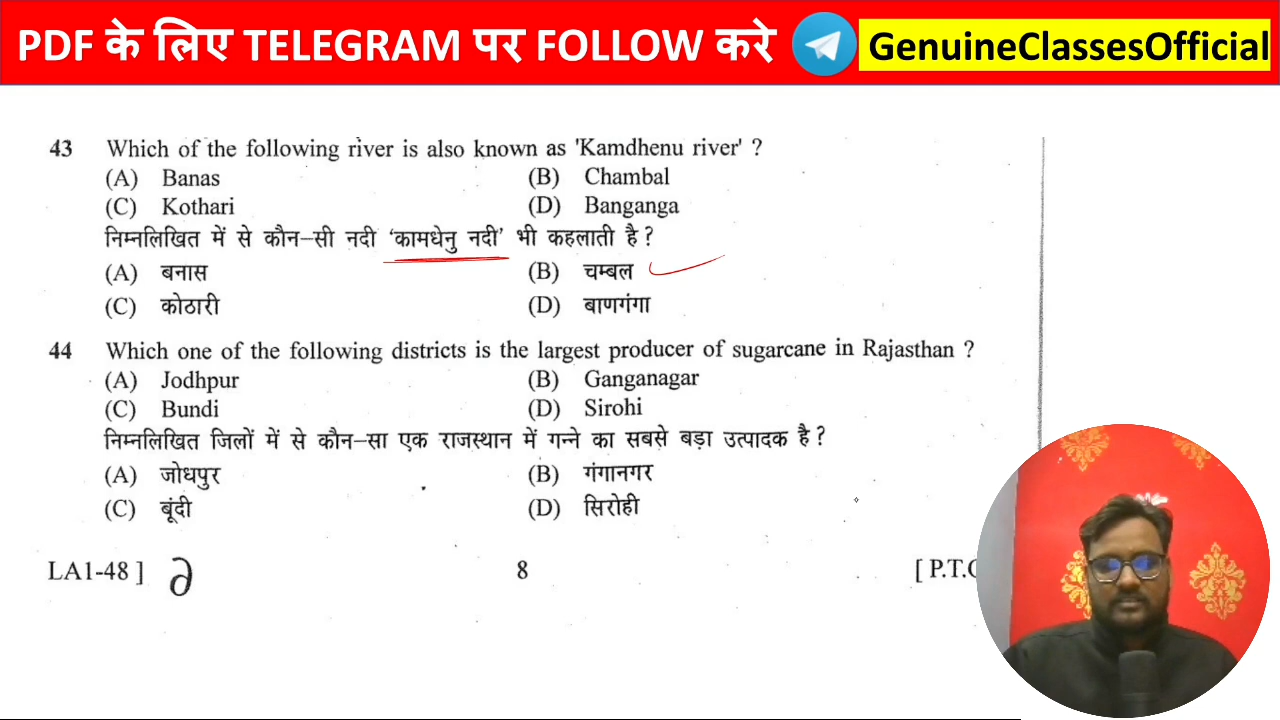 PDF के लिए TELEGRAM पर FOLLOW करे GenuineClassesOfficial
43 Which of the following river is also known as 'Kamdhenu river' ?
(A) Banas (B) Chambal
(C) Kothari (D) Banganga
निम्नलिखित में से कौन-सी नदी 'कामधेनु नदी' भी कहलाती है ?
(A) बनास (B) चम्बल
(C) कोठारी (D) बाणगंगा
44 Which one of the following districts is the largest producer of sugarcane in Rajasthan ?
(A) Jodhpur (B) Ganganagar
(C) Bundi (D) Sirohi
निम्नलिखित जिलों में से कौन-सा एक राजस्थान में गन्ने का सबसे बड़ा उत्पादक है ?
(A) जोधपुर (B) गंगानगर
(C) बूंदी (D) सिरोही
LA1-48 ] 8 [ P.T.